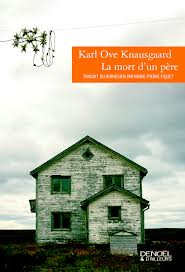 Karl Ove Knausgaard
La mort d'un père
TRADUIT DU NORVÉGIEN PAR MARIE-PIERRE FIQUET
DENOËL
& D'AILLEURS